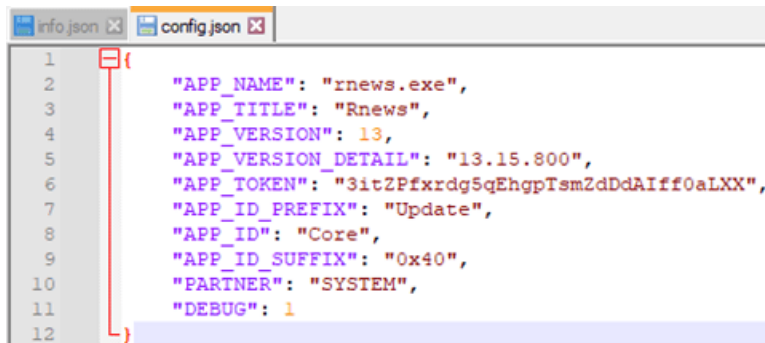 info.json config.json
1 {
2 "APP_NAME": "rnews.exe",
3 "APP_TITLE": "Rnews",
4 "APP_VERSION": 13,
5 "APP_VERSION_DETAIL": "13.15.800",
6 "APP_TOKEN": "3itZPfxrdg5qEhgpTsmZdDdAIff0aLXX",
7 "APP_ID_PREFIX": "Update",
8 "APP_ID": "Core",
9 "APP_ID_SUFFIX": "0x40",
10 "PARTNER": "SYSTEM",
11 "DEBUG": 1
12 }